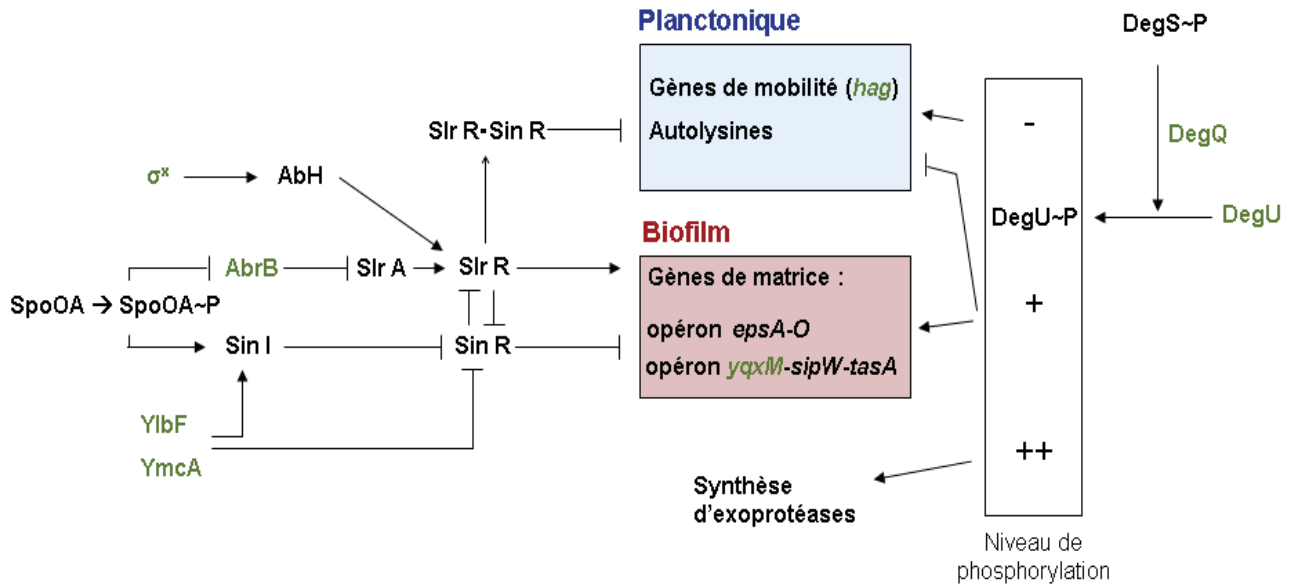 Planctonique
DegS~P
Gènes de mobilité (hag)
Autolysines
-
Slr R-Sin R
DegQ
σˣ
AbH
DegU~P
DegU
Biofilm
AbrB
Slr A
Slr R
Gènes de matrice :
SpoOA → SpoOA~P
+
opéron epsA-O
Sin I
Sin R
opéron yqxM-sipW-tasA
YlbF
YmcA
++
Synthèse
d'exoprotéases
Niveau de
phosphorylation